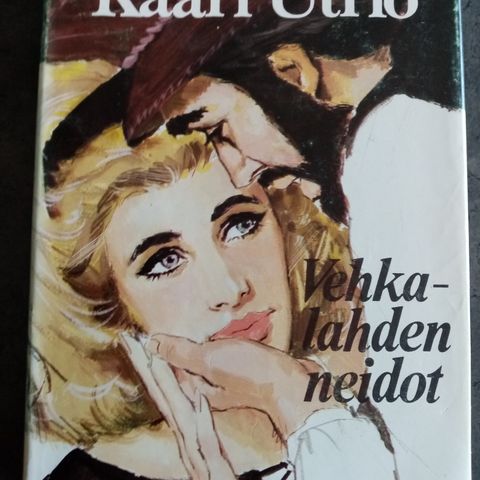 Kaari Utrio
Vehka-
lahden
neidot